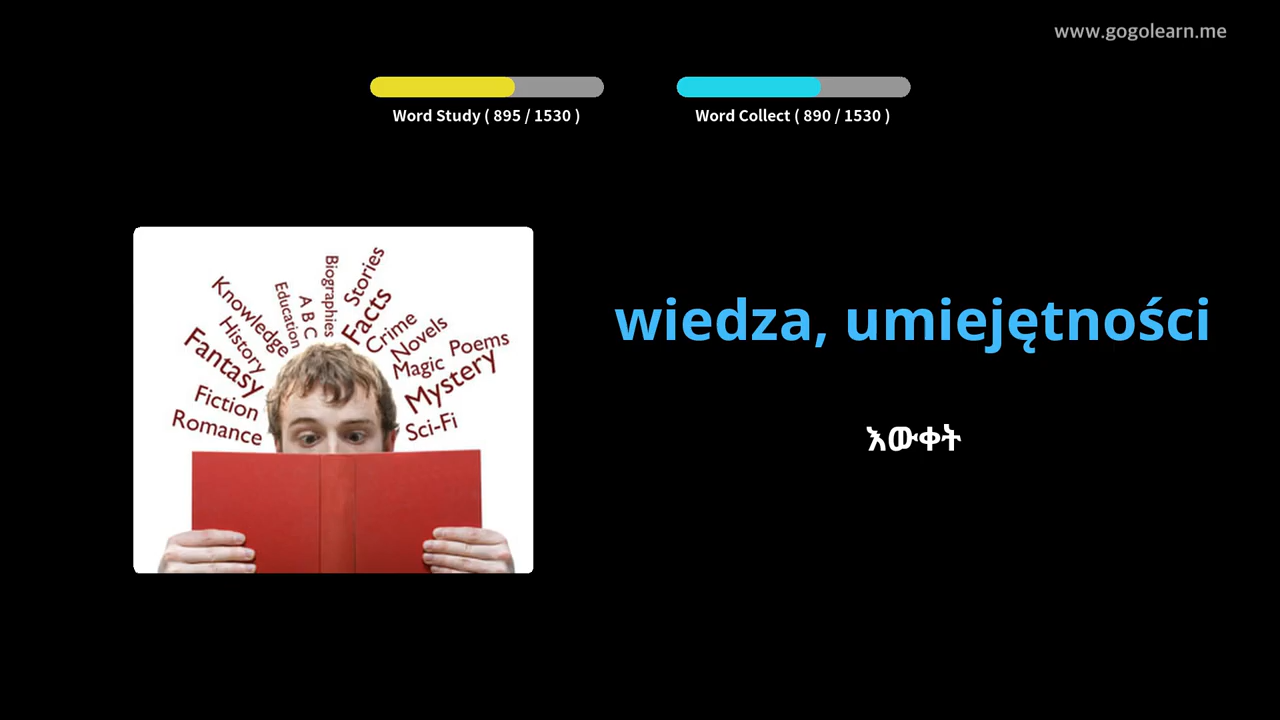 www.gogolearn.me
Word Study ( 895 / 1530 )
Word Collect ( 890 / 1530 )
Knowledge
Education
A B C
Biographies
Stories
Facts
History
Crime
Novels
Fantasy
Magic
Poems
Fiction
Mystery
Romance
Sci-Fi
wiedza, umiejętności
እውቀት